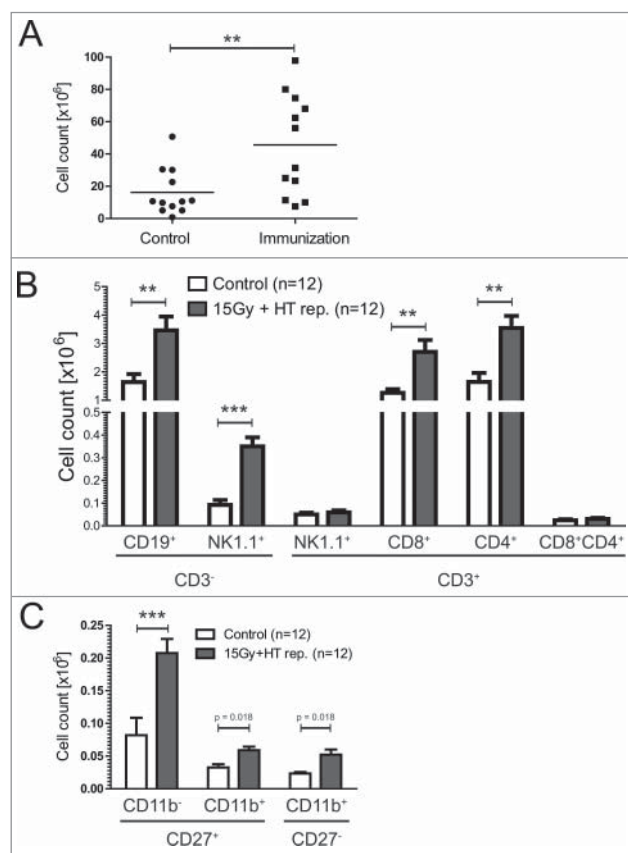 A
**
Cell count [x10⁶]
100
80
60
40
20
0
Control
Immunization
B
Control (n=12)
15Gy + HT rep. (n=12)
**
***
**
**
Cell count [x10⁶]
5
4
3
2
1
0.5
0.4
0.3
0.2
0.1
0.0
CD19⁺
NK1.1⁺
NK1.1⁺
CD8⁺
CD4⁺
CD8⁺CD4⁺
CD3⁻
CD3⁺
C
Control (n=12)
15Gy+HT rep. (n=12)
***
p = 0.018
p = 0.018
Cell count [x10⁶]
0.25
0.20
0.15
0.10
0.05
0.00
CD11b⁻
CD11b⁺
CD11b⁺
CD27⁺
CD27⁻